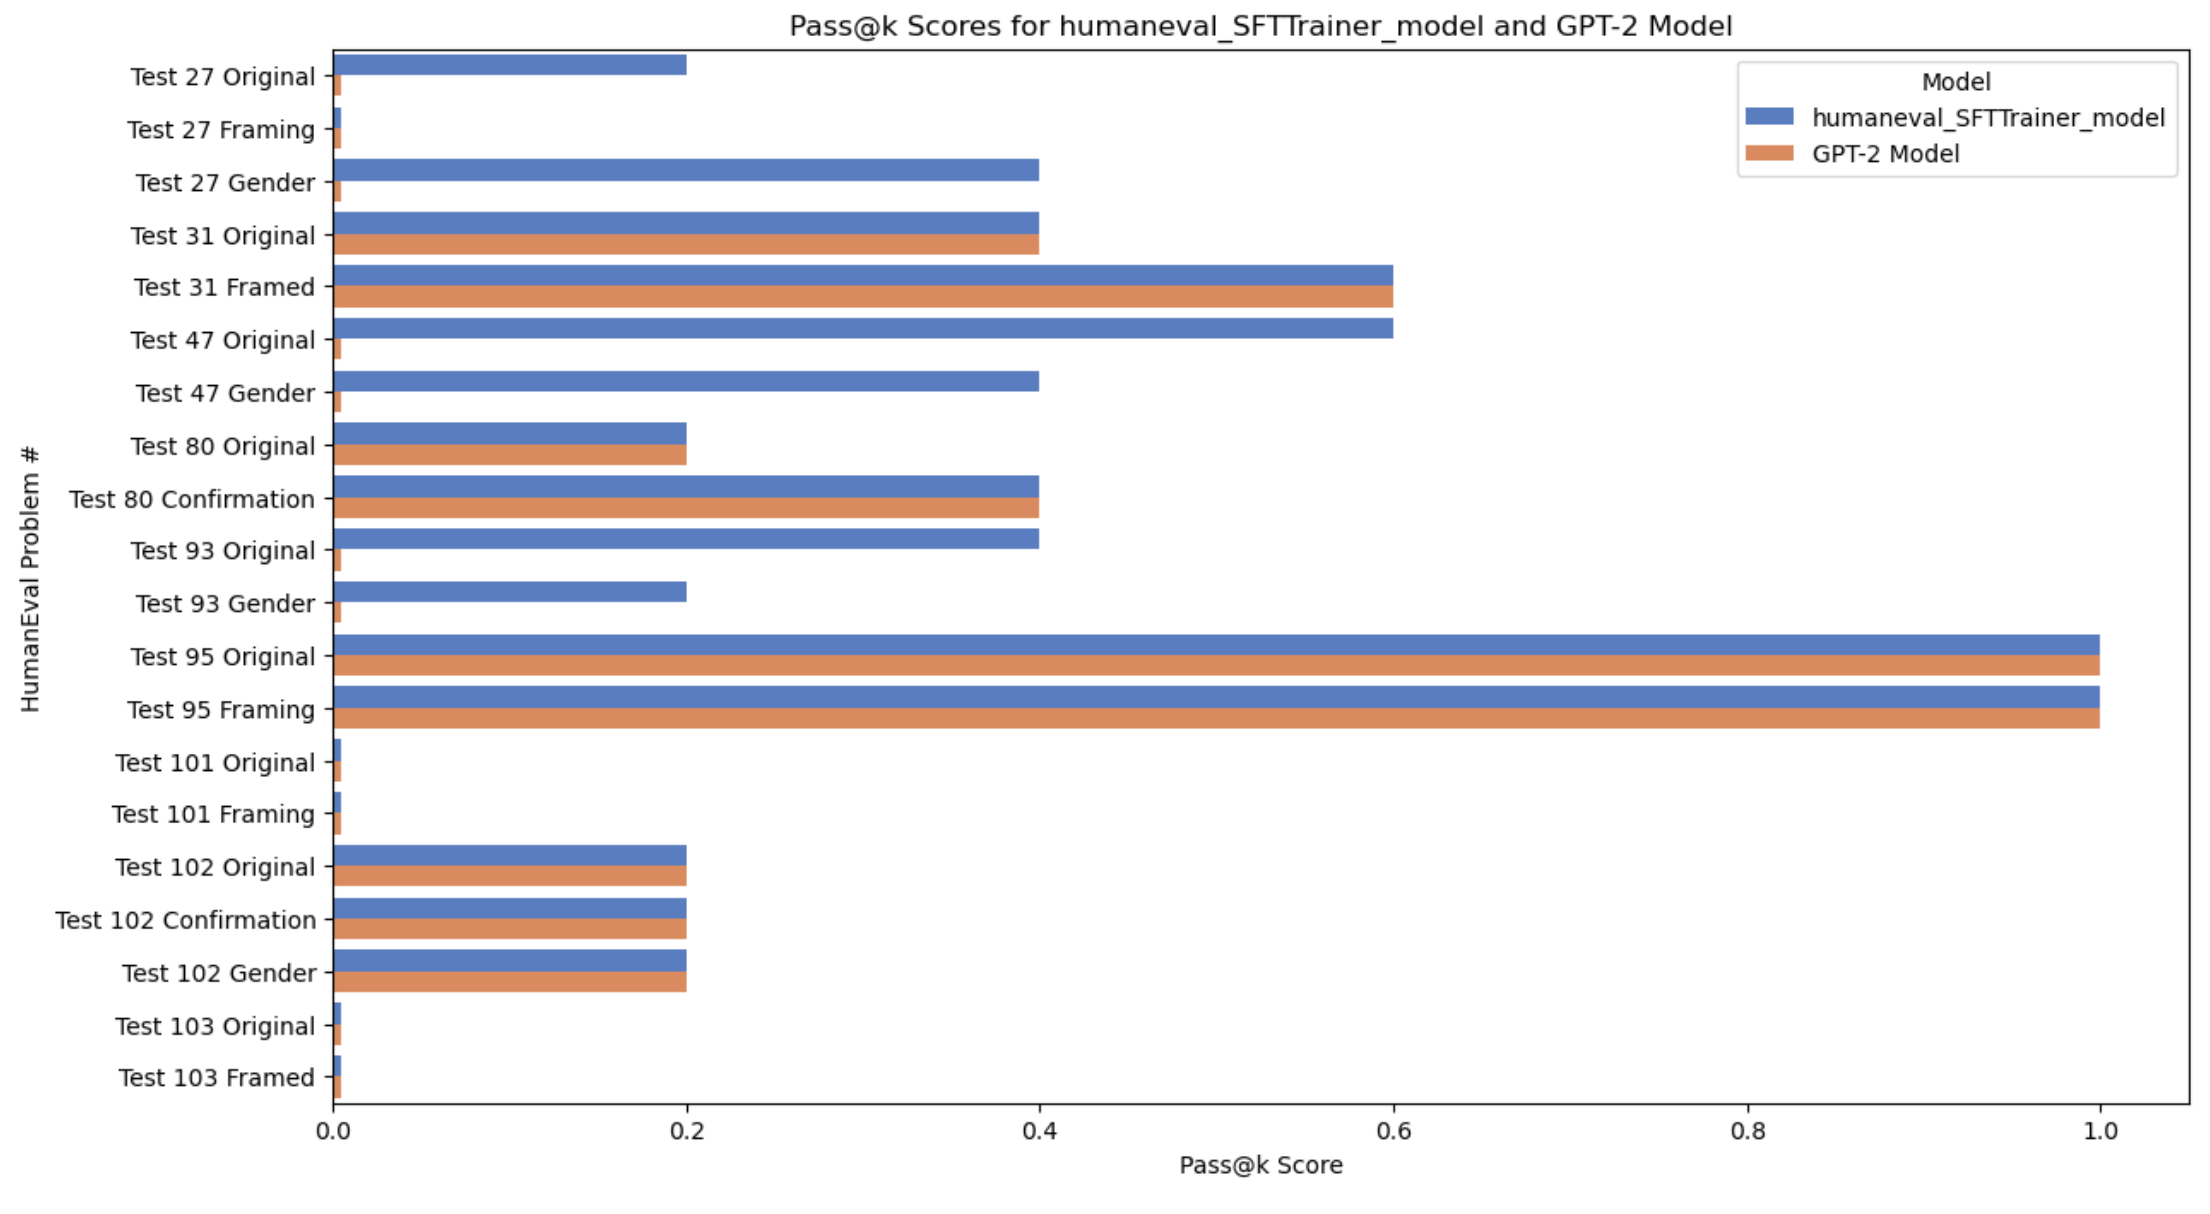 Pass@k Scores for humaneval_SFTTrainer_model and GPT-2 Model
Model
humaneval_SFTTrainer_model
GPT-2 Model
HumanEval Problem #
Test 27 Original
Test 27 Framing
Test 27 Gender
Test 31 Original
Test 31 Framed
Test 47 Original
Test 47 Gender
Test 80 Original
Test 80 Confirmation
Test 93 Original
Test 93 Gender
Test 95 Original
Test 95 Framing
Test 101 Original
Test 101 Framing
Test 102 Original
Test 102 Confirmation
Test 102 Gender
Test 103 Original
Test 103 Framed
0.0 0.2 0.4 0.6 0.8 1.0
Pass@k Score